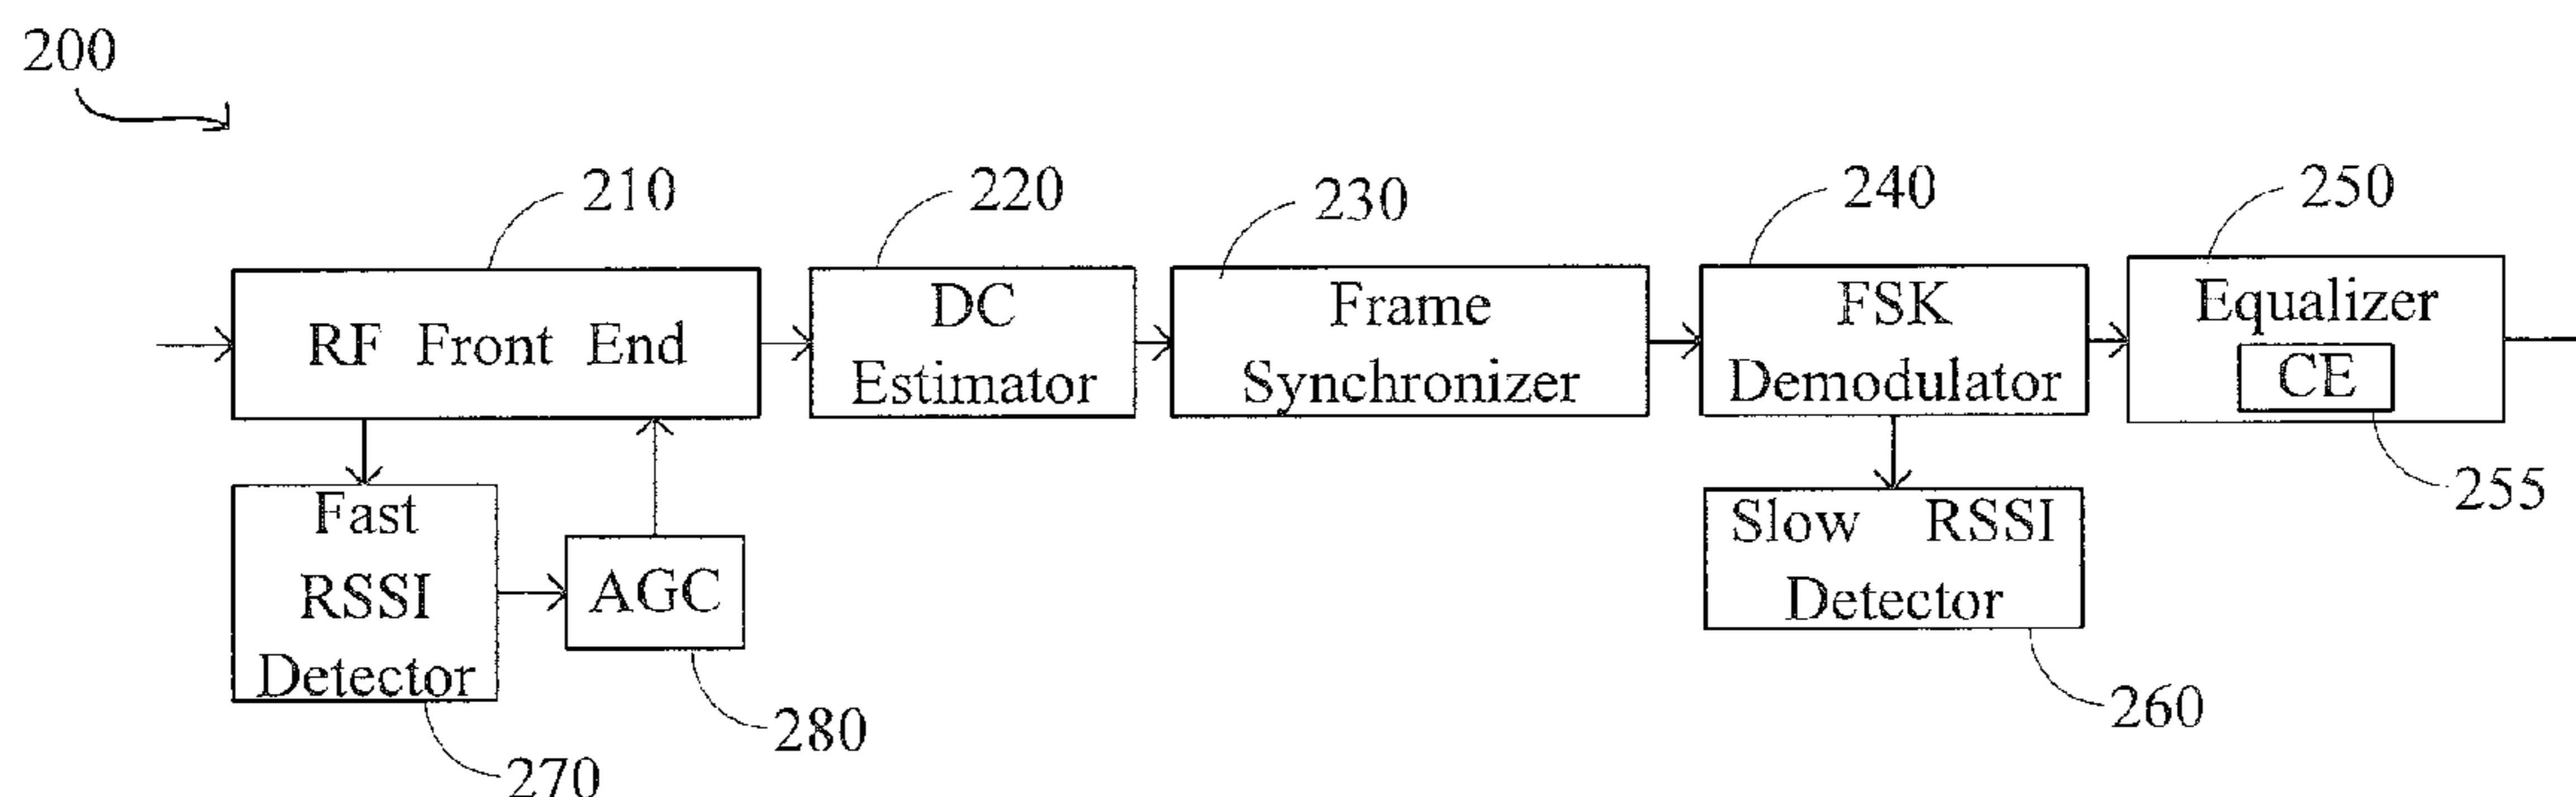 200
210
220
230
240
250
RF Front End
DC
Estimator
Frame
Synchronizer
FSK
Demodulator
Equalizer
CE
255
Fast
RSSI
Detector
AGC
Slow RSSI
Detector
260
280
270